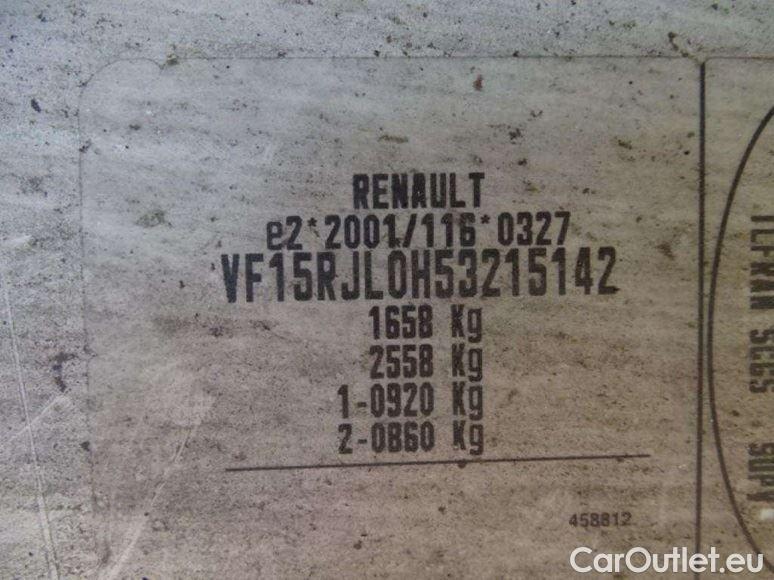 RENAULT
e2*2001/116*0327
VF15RJL0H53215142
1658 Kg
2558 Kg
1-0920 Kg
2-0860 Kg
458812
CarOutlet.eu